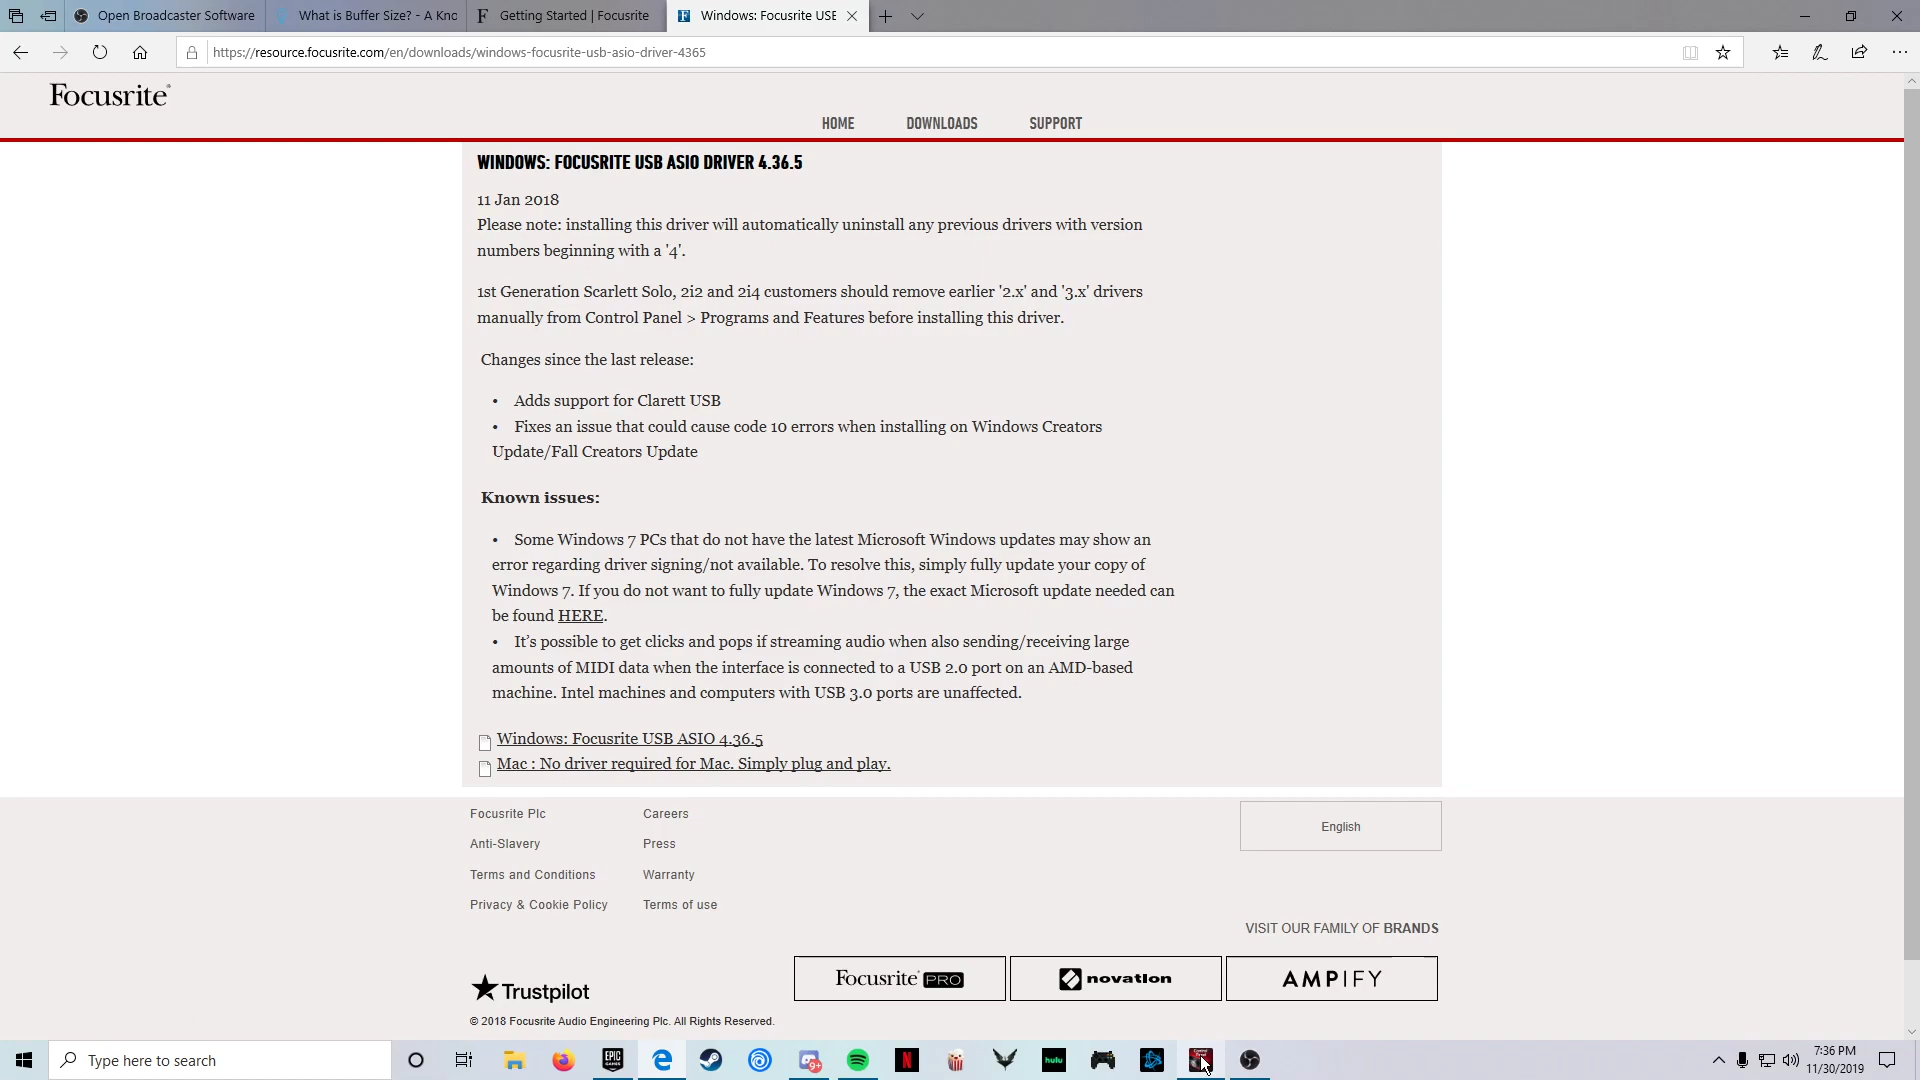 Open Broadcaster Software
What is Buffer Size? - A Kno
Getting Started | Focusrite
Windows: Focusrite USB
https://resource.focusrite.com/en/downloads/windows-focusrite-usb-asio-driver-4365
Focusrite
HOME DOWNLOADS SUPPORT
WINDOWS: FOCUSRITE USB ASIO DRIVER 4.36.5
11 Jan 2018
Please note: installing this driver will automatically uninstall any previous drivers with version
numbers beginning with a '4'.
1st Generation Scarlett Solo, 2i2 and 2i4 customers should remove earlier '2.x' and '3.x' drivers
manually from Control Panel > Programs and Features before installing this driver.
Changes since the last release:
• Adds support for Clarett USB
• Fixes an issue that could cause code 10 errors when installing on Windows Creators
Update/Fall Creators Update
Known issues:
• Some Windows 7 PCs that do not have the latest Microsoft Windows updates may show an
error regarding driver signing/not available. To resolve this, simply fully update your copy of
Windows 7. If you do not want to fully update Windows 7, the exact Microsoft update needed can
be found HERE.
• It’s possible to get clicks and pops if streaming audio when also sending/receiving large
amounts of MIDI data when the interface is connected to a USB 2.0 port on an AMD-based
machine. Intel machines and computers with USB 3.0 ports are unaffected.
Windows: Focusrite USB ASIO 4.36.5
Mac : No driver required for Mac. Simply plug and play.
Focusrite Plc Careers
English
Anti-Slavery Press
Terms and Conditions Warranty
Privacy & Cookie Policy Terms of use
VISIT OUR FAMILY OF BRANDS
Focusrite PRO novation AMPIFY
Trustpilot
© 2018 Focusrite Audio Engineering Plc. All Rights Reserved.
Type here to search
EPIC GAMES
9+
N
hulu
7:36 PM
11/30/2019